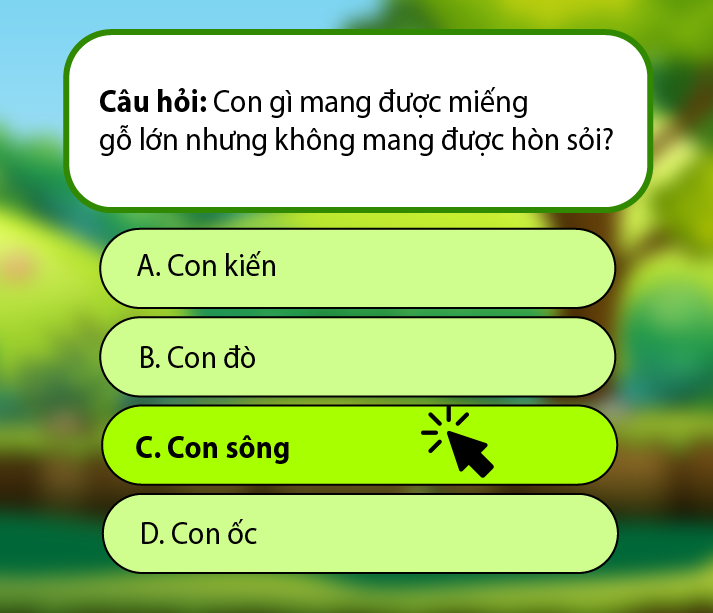 Câu hỏi: Con gì mang được miếng
gỗ lớn nhưng không mang được hòn sỏi?
A. Con kiến
B. Con đò
C. Con sông
D. Con ốc